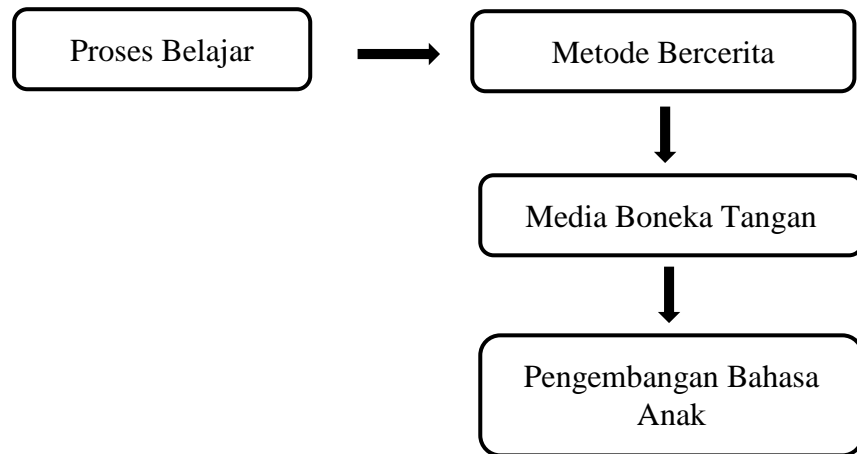 Proses Belajar
Metode Bercerita
Media Boneka Tangan
Pengembangan Bahasa
Anak